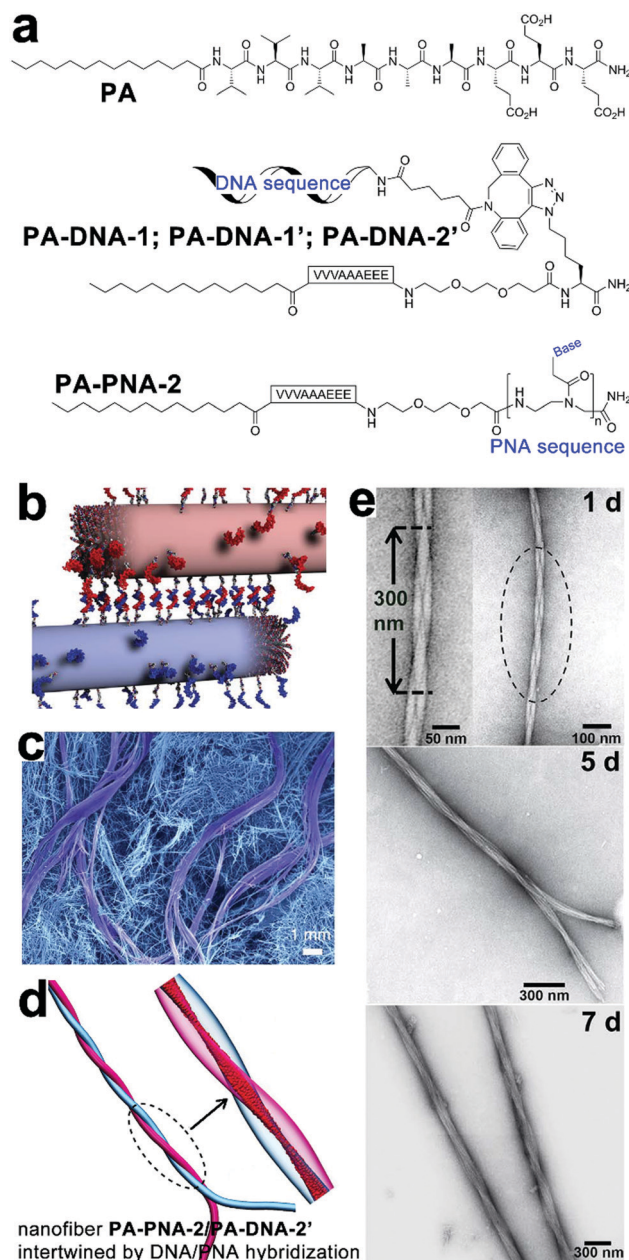 a
CO₂H
CO₂H
CO₂H
NH₂
PA
DNA sequence
PA-DNA-1; PA-DNA-1'; PA-DNA-2'
VVVAAAEEE
NH₂
PA-PNA-2
VVVAAAEEE
Base
n
NH₂
PNA sequence
b
e
1 d
300
nm
50 nm
100 nm
c
1 mm
5 d
300 nm
d
nanofiber PA-PNA-2/PA-DNA-2'
intertwined by DNA/PNA hybridization
7 d
300 nm